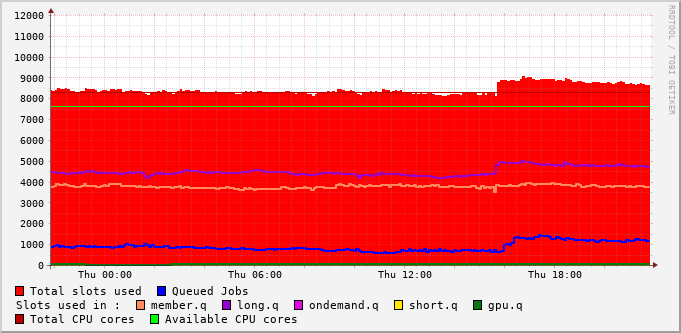 RRDTOOL / TOBI OETIKER
12000
11000
10000
9000
8000
7000
6000
5000
4000
3000
2000
1000
0
Thu 00:00 Thu 06:00 Thu 12:00 Thu 18:00
Total slots used Queued Jobs
Slots used in : member.q long.q ondemand.q short.q gpu.q
Total CPU cores Available CPU cores